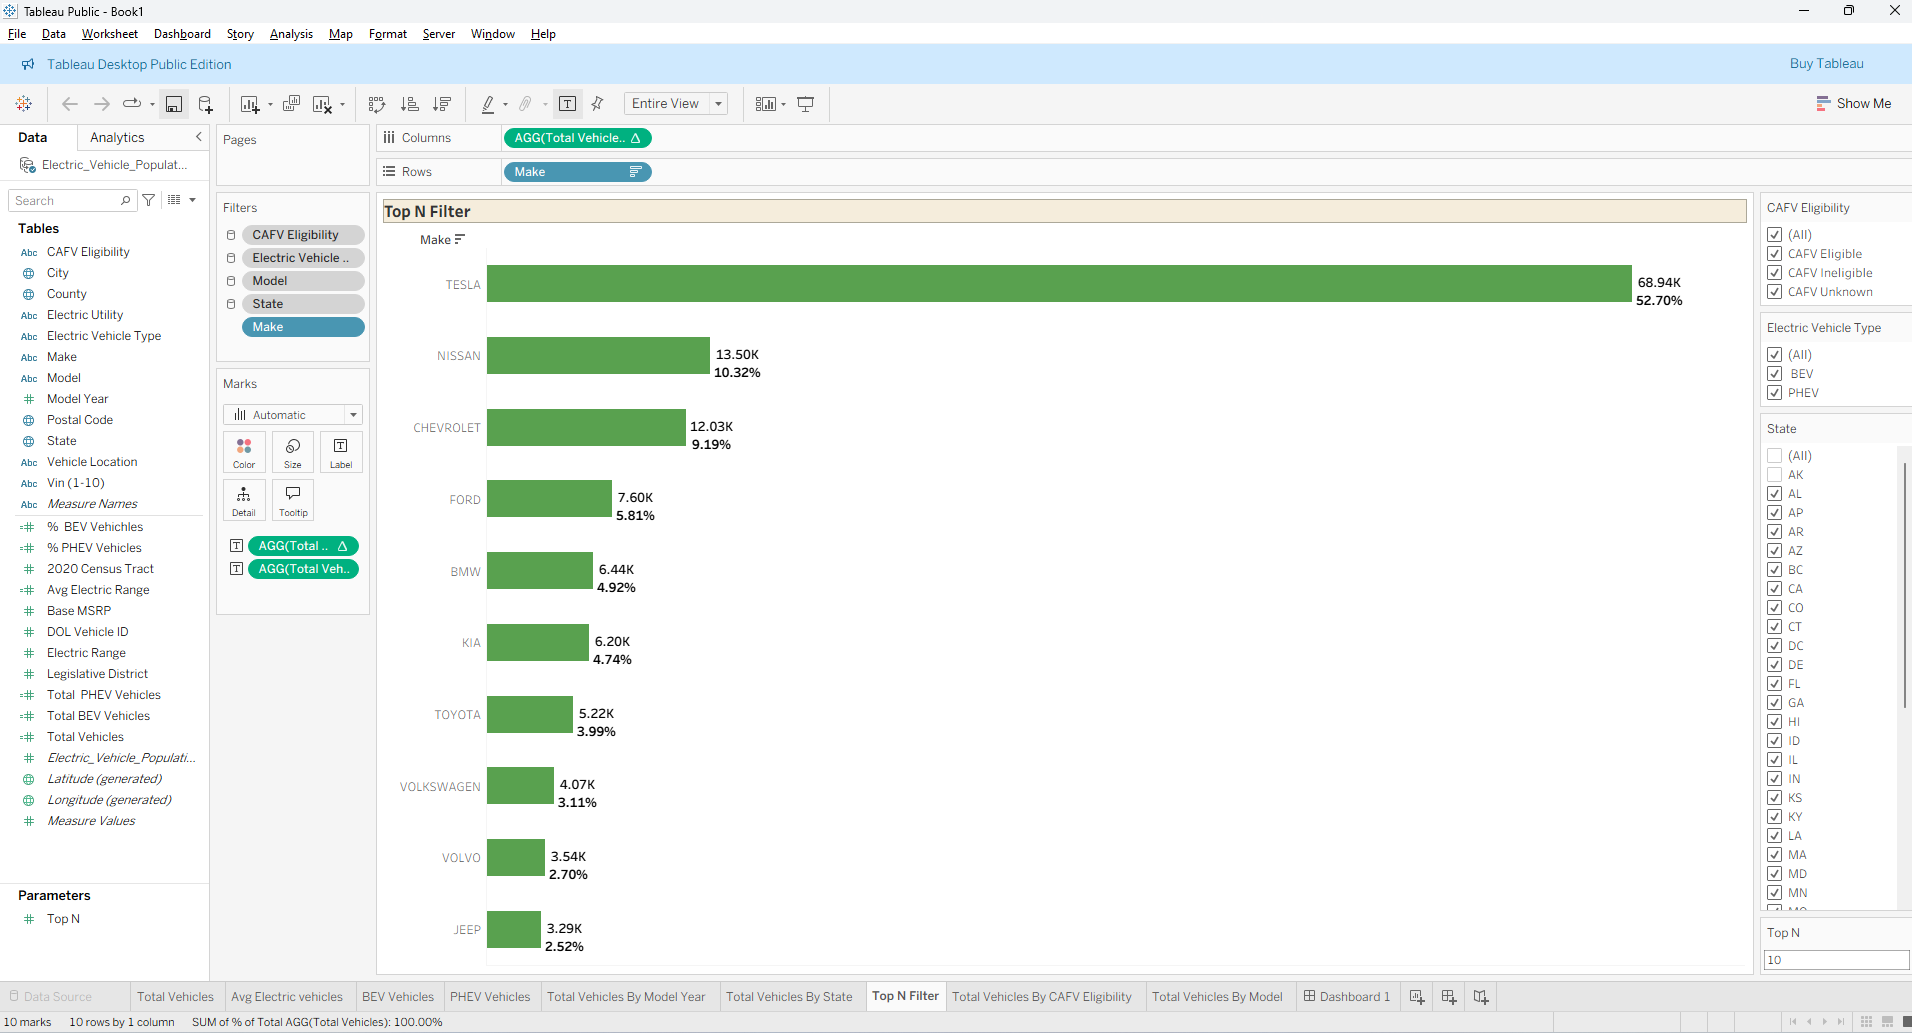 Tableau Public - Book1
File Data Worksheet Dashboard Story Analysis Map Format Server Window Help
Tableau Desktop Public Edition Buy Tableau
Entire View Show Me
Data Analytics
Electric_Vehicle_Populat...
Search
Tables
Abc CAFV Eligibility
City
County
Abc Electric Utility
Abc Electric Vehicle Type
Abc Make
Abc Model
# Model Year
Postal Code
State
Abc Vehicle Location
Abc Vin (1-10)
Abc Measure Names
=# % BEV Vehichles
=# % PHEV Vehicles
# 2020 Census Tract
=# Avg Electric Range
# Base MSRP
# DOL Vehicle ID
# Electric Range
# Legislative District
=# Total PHEV Vehicles
=# Total BEV Vehicles
=# Total Vehicles
# Electric_Vehicle_Populati...
Latitude (generated)
Longitude (generated)
# Measure Values
Parameters
# Top N
Pages
Filters
CAFV Eligibility
Electric Vehicle ..
Model
State
Make
Marks
Automatic
Color Size T Label
Detail Tooltip
T AGG(Total .. Δ
T AGG(Total Veh..
Columns AGG(Total Vehicle.. Δ
Rows Make
Top N Filter
Make
TESLA 68.94K
52.70%
NISSAN 13.50K
10.32%
CHEVROLET 12.03K
9.19%
FORD 7.60K
5.81%
BMW 6.44K
4.92%
KIA 6.20K
4.74%
TOYOTA 5.22K
3.99%
VOLKSWAGEN 4.07K
3.11%
VOLVO 3.54K
2.70%
JEEP 3.29K
2.52%
CAFV Eligibility
(All)
CAFV Eligible
CAFV Ineligible
CAFV Unknown
Electric Vehicle Type
(All)
BEV
PHEV
State
(All)
AK
AL
AP
AR
AZ
BC
CA
CO
CT
DC
DE
FL
GA
HI
ID
IL
IN
KS
KY
LA
MA
MD
MN
Top N
10
Data Source Total Vehicles Avg Electric vehicles BEV Vehicles PHEV Vehicles Total Vehicles By Model Year Total Vehicles By State Top N Filter Total Vehicles By CAFV Eligibility Total Vehicles By Model Dashboard 1
10 marks 10 rows by 1 column SUM of % of Total AGG(Total Vehicles): 100.00%